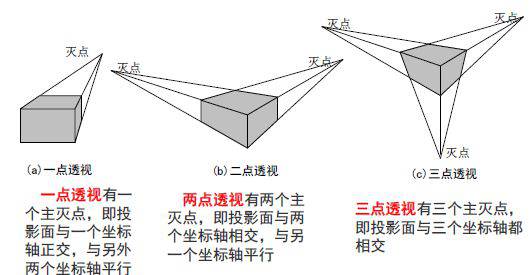 灭点
灭点
灭点
灭点
灭点
灭点
(a)一点透视
(b)二点透视
(c)三点透视
一点透视有一
个主灭点，即投
影面与一个坐标
轴正交，与另外
两个坐标轴平行
两点透视有两个主
灭点，即投影面与两
个坐标轴相交，与另
一个坐标轴平行
三点透视有三个主灭点，
即投影面与三个坐标轴都
相交